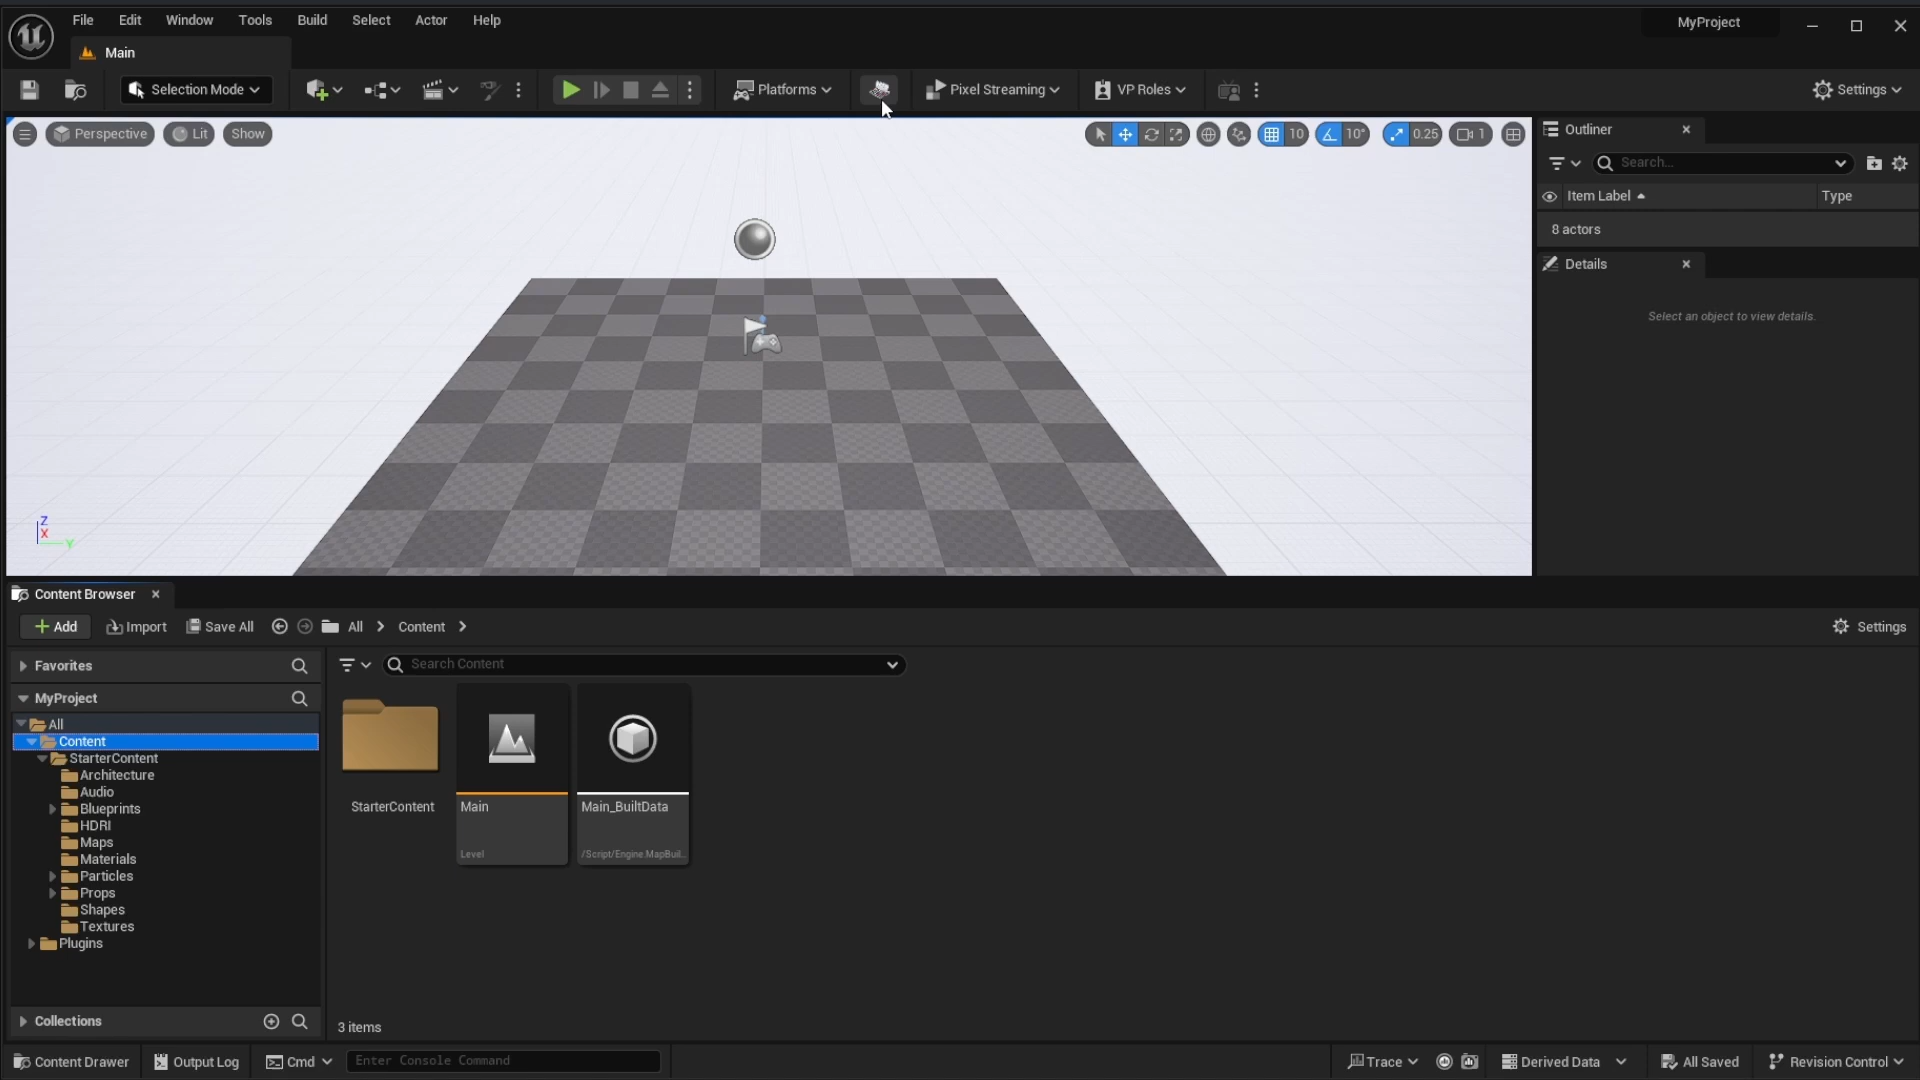 File Edit Window Tools Build Select Actor Help
MyProject
Main
Selection Mode Platforms Pixel Streaming VP Roles Settings
Perspective Lit Show 10 10° 0.25 1
Outliner
Search...
Item Label Type
8 actors
Details
Select an object to view details.
Z
X
Y
Content Browser
Add Import Save All All Content Settings
Favorites
Search Content
MyProject
All
Content
StarterContent
Architecture
Audio
Blueprints
HDRI
Maps
Materials
Particles
Props
Shapes
Textures
Plugins
StarterContent Main Main_BuiltData
Level /Script/Engine.MapBuil..
Collections
3 items
Content Drawer Output Log Cmd Enter Console Command Trace Derived Data All Saved Revision Control